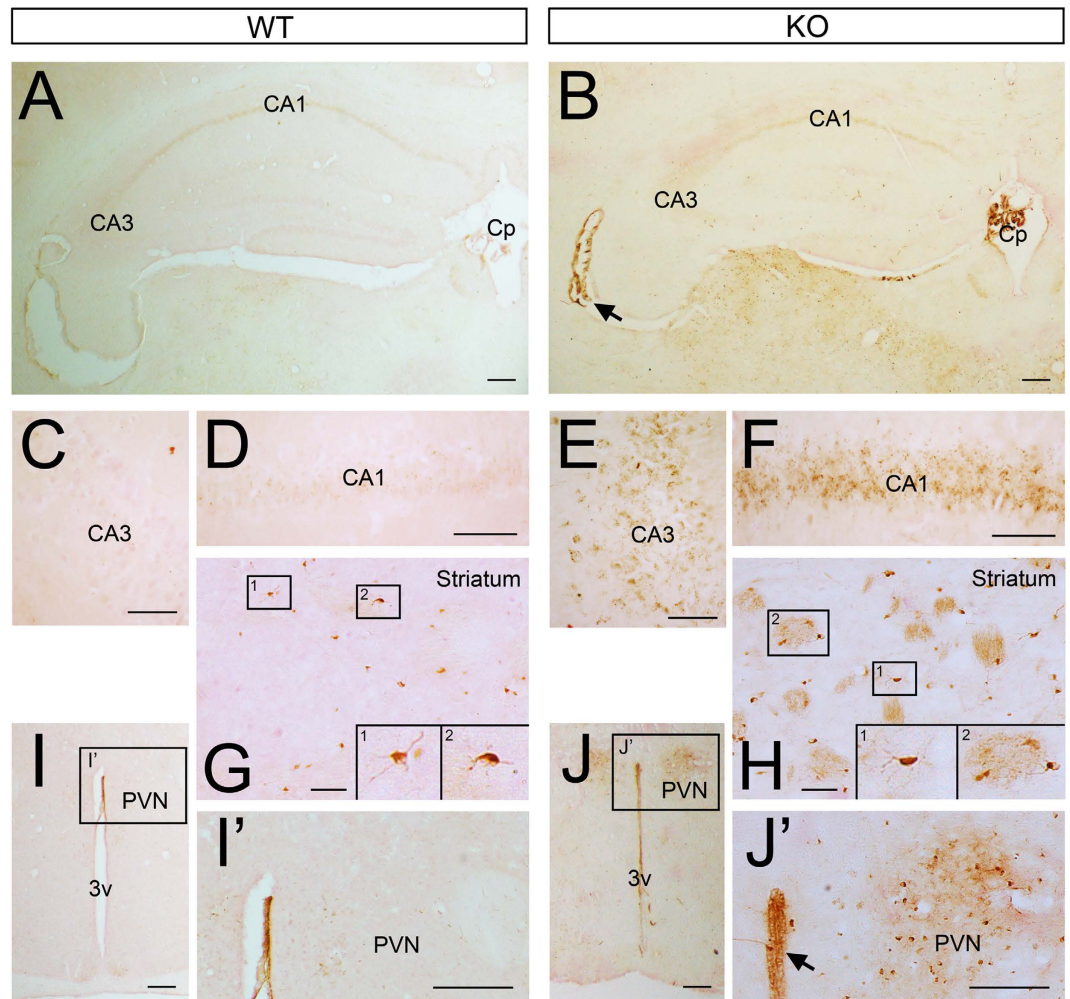 WT
KO
A
CA1
CA3
Cp
B
CA1
CA3
Cp
C
CA3
D
CA1
E
CA3
F
CA1
1
2
Striatum
1
2
G
Striatum
2
1
1
2
H
I
I'
PVN
3v
I'
PVN
J
J'
PVN
3v
J'
PVN